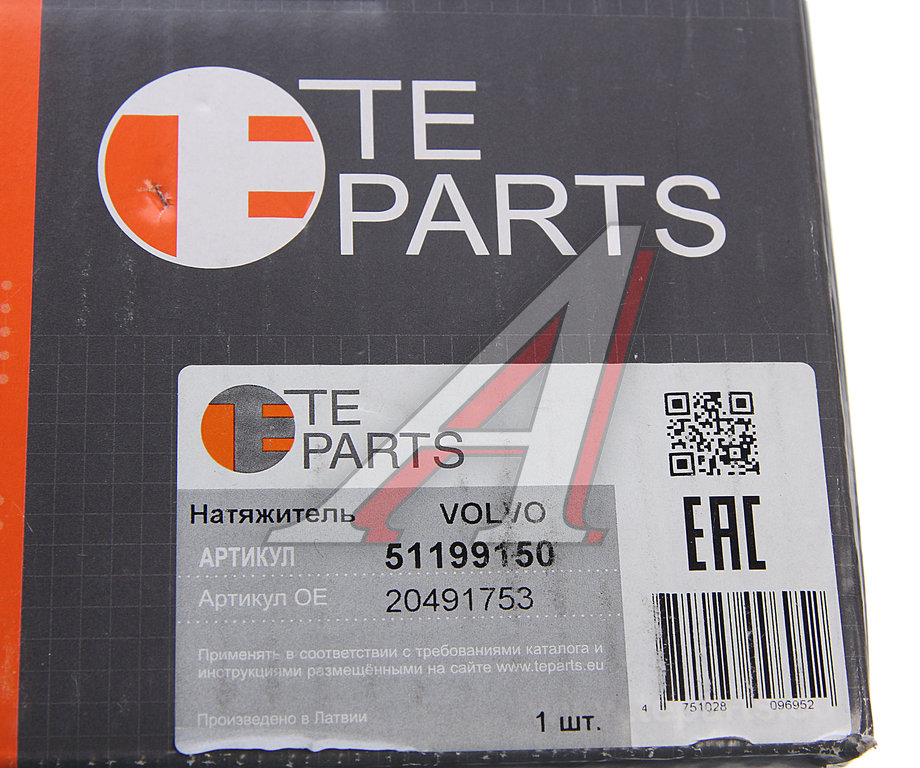 TE
PARTS
TE
PARTS
Натяжитель VOLVO
АРТИКУЛ 51199150
Артикул OE 20491753
Применять в соответствии с требованиями каталога и
инструкциями размещёнными на сайте www.teparts.eu
Произведено в Латвии 1 шт.
EAC
4 751028 096952